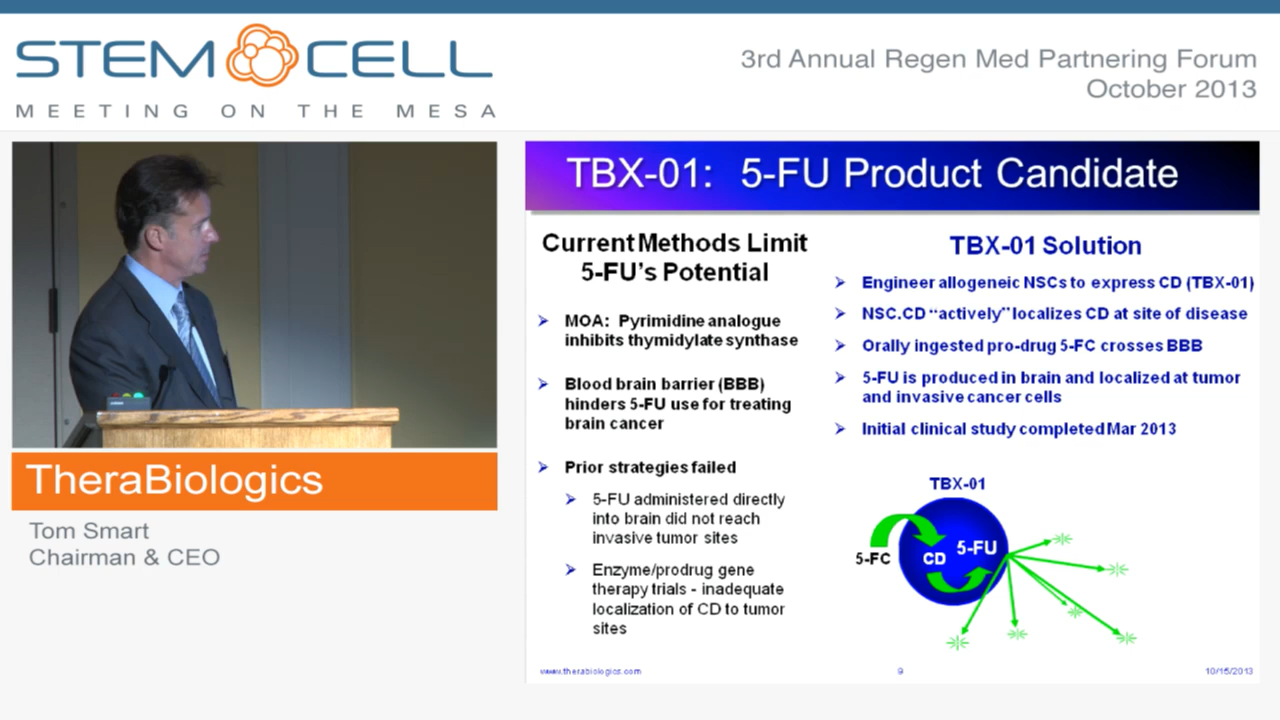 STEM CELL
MEETING ON THE MESA
3rd Annual Regen Med Partnering Forum
October 2013
TheraBiologics
Tom Smart
Chairman & CEO
TBX-01: 5-FU Product Candidate
Current Methods Limit
5-FU's Potential
MOA: Pyrimidine analogue
inhibits thymidylate synthase
Blood brain barrier (BBB)
hinders 5-FU use for treating
brain cancer
Prior strategies failed
5-FU administered directly
into brain did not reach
invasive tumor sites
Enzyme/prodrug gene
therapy trials - inadequate
localization of CD to tumor
sites
TBX-01 Solution
Engineer allogeneic NSCs to express CD (TBX-01)
NSC.CD "actively" localizes CD at site of disease
Orally ingested pro-drug 5-FC crosses BBB
5-FU is produced in brain and localized at tumor
and invasive cancer cells
Initial clinical study completed Mar 2013
TBX-01
5-FC
CD
5-FU
www.therabiologics.com
9
10/15/2013